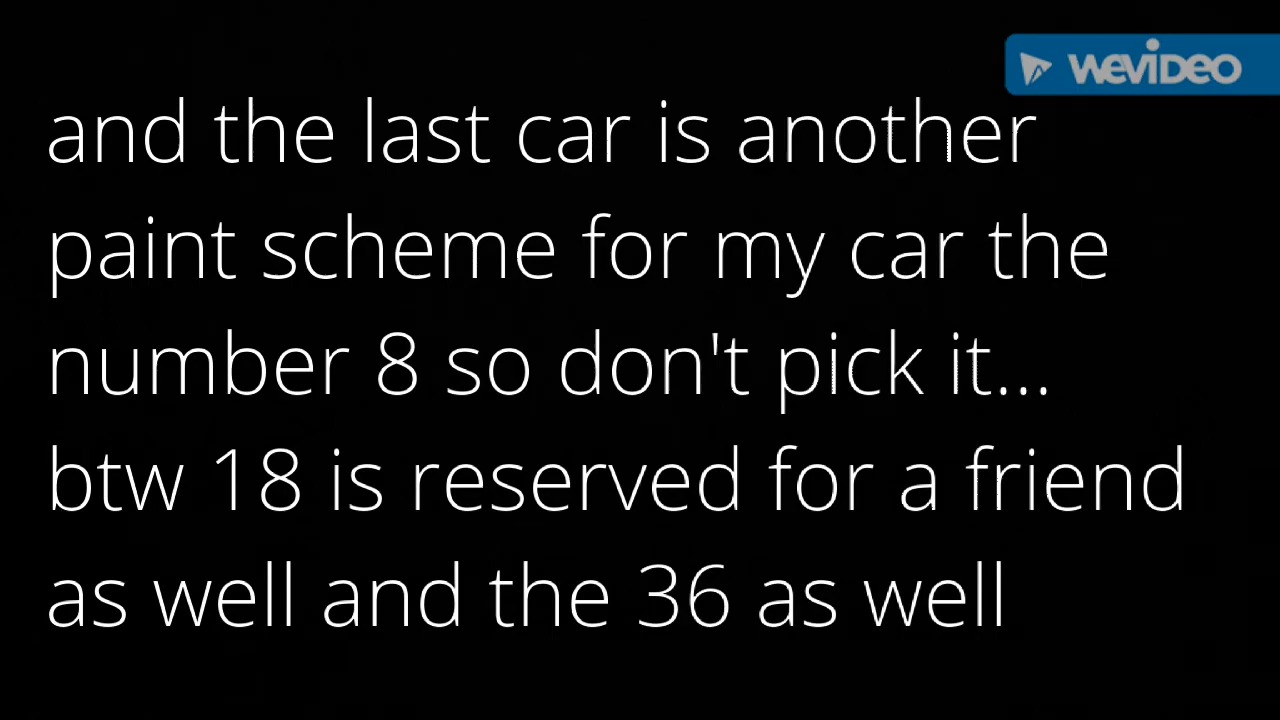 WEVIDEO
and the last car is another
paint scheme for my car the
number 8 so don't pick it...
btw 18 is reserved for a friend
as well and the 36 as well